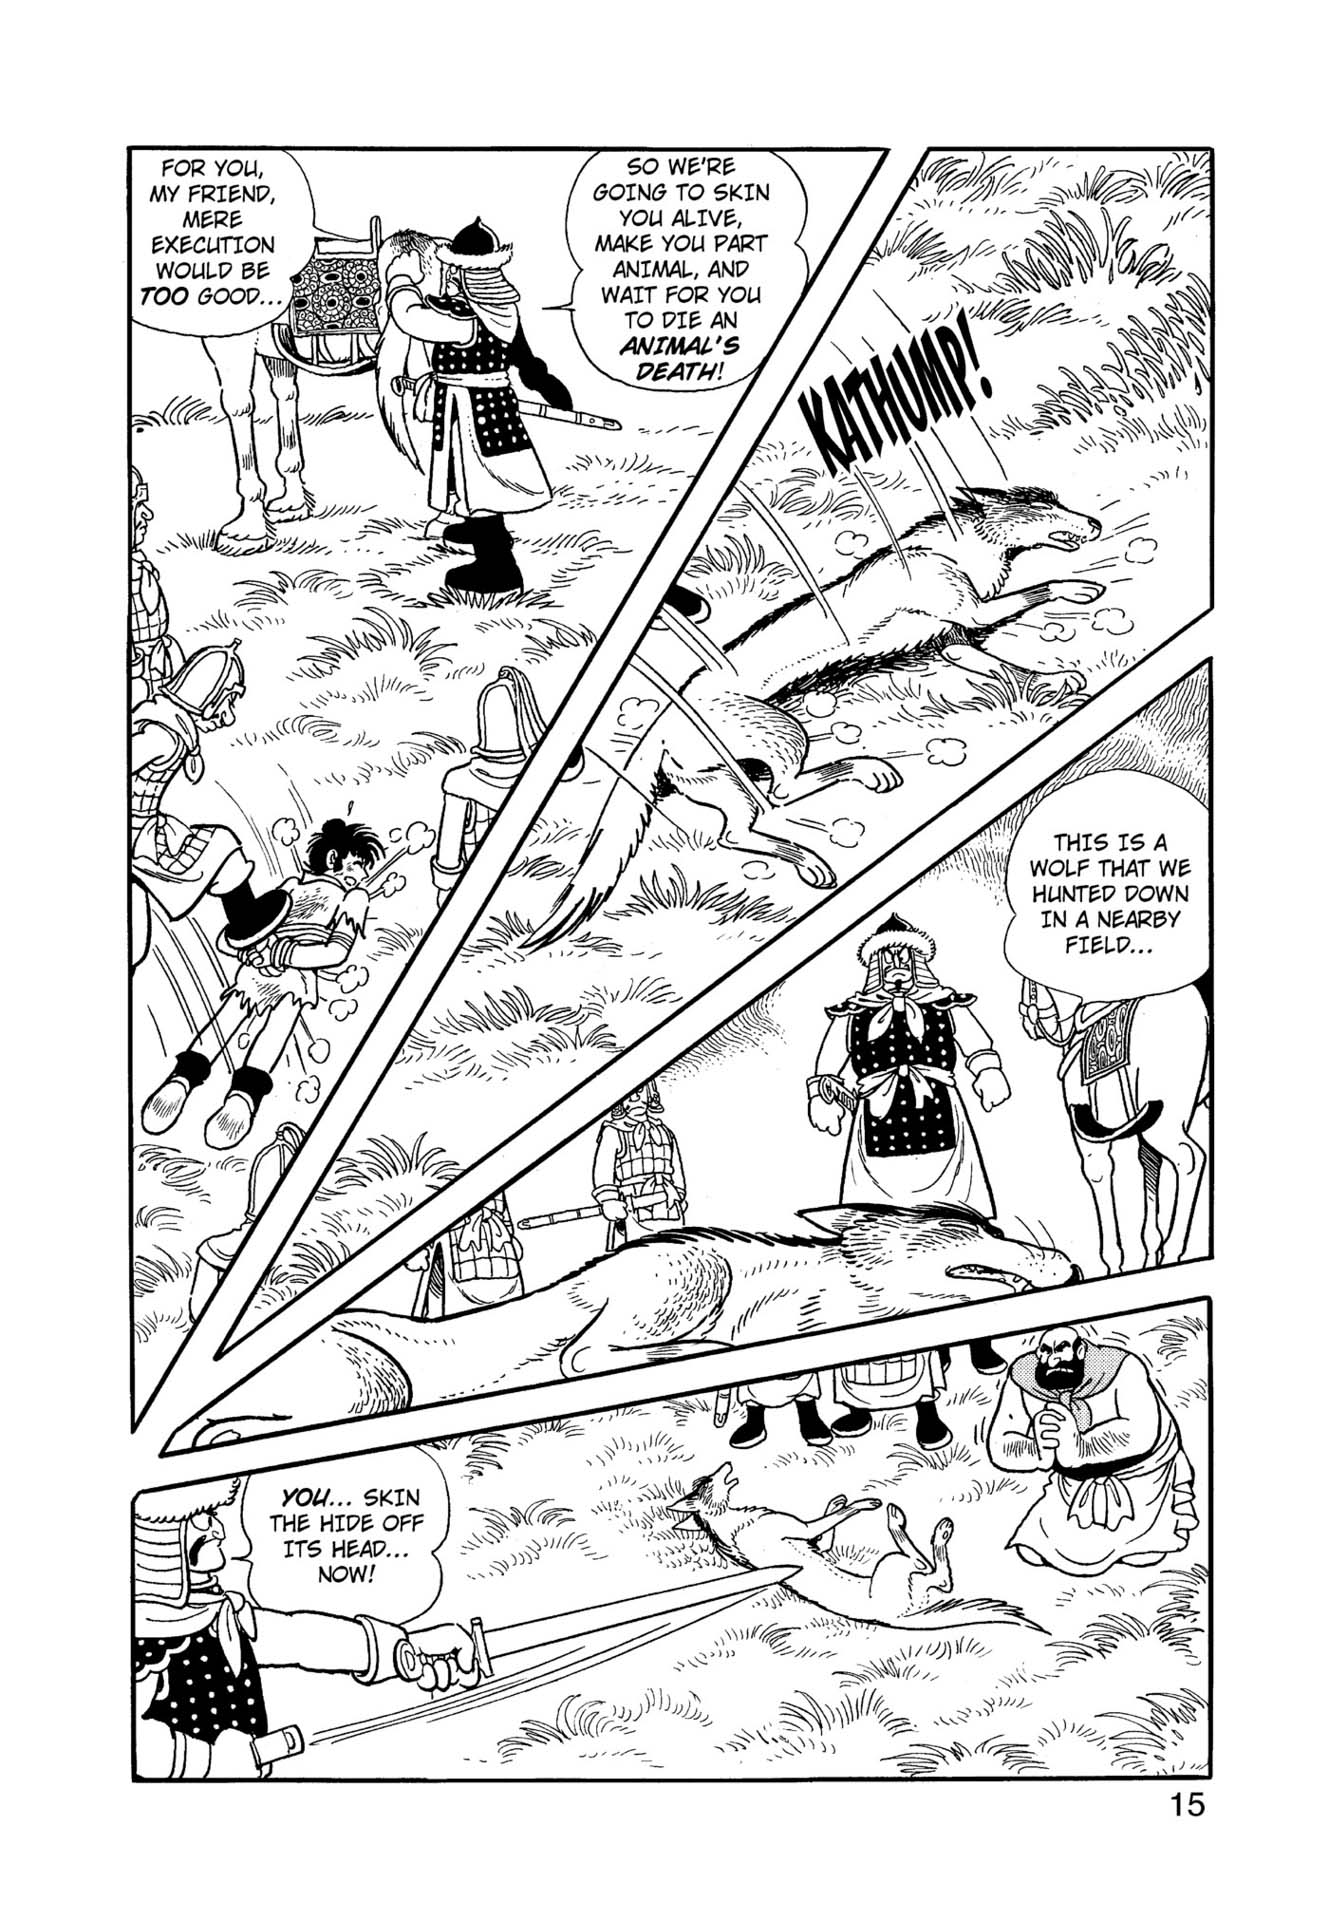 FOR YOU,
MY FRIEND,
MERE
EXECUTION
WOULD BE
TOO GOOD...
SO WE'RE
GOING TO SKIN
YOU ALIVE,
MAKE YOU PART
ANIMAL, AND
WAIT FOR YOU
TO DIE AN
ANIMAL'S
DEATH!
KATHUMP!
THIS IS A
WOLF THAT WE
HUNTED DOWN
IN A NEARBY
FIELD...
YOU... SKIN
THE HIDE OFF
ITS HEAD...
NOW!
15